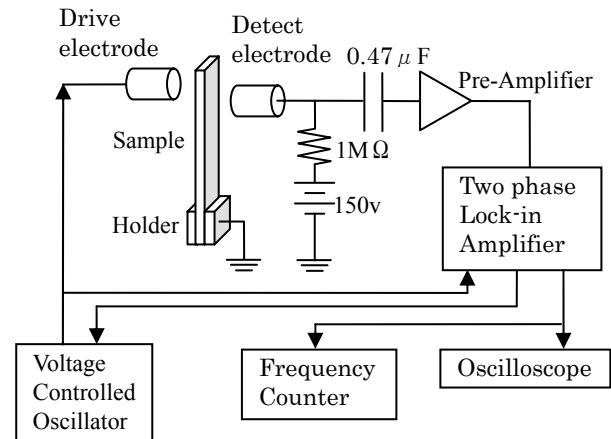 Drive
electrode
Detect
electrode
0.47 μF
Pre-Amplifier
Sample
1MΩ
150v
Holder
Two phase
Lock-in
Amplifier
Voltage
Controlled
Oscillator
Frequency
Counter
Oscilloscope